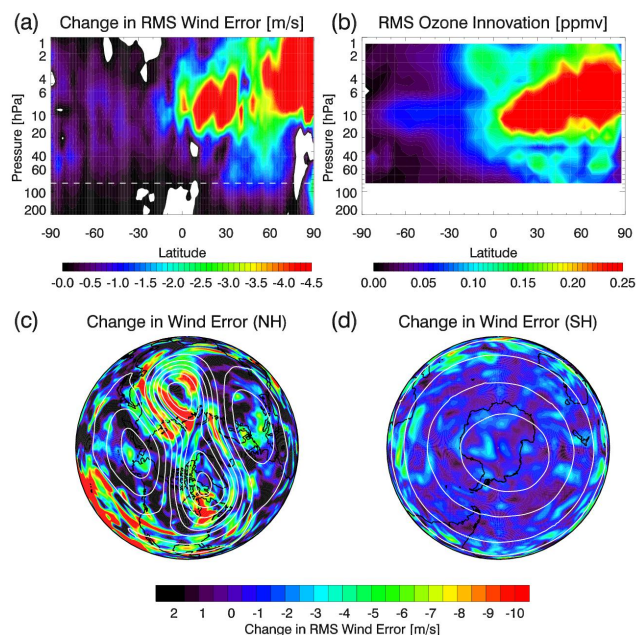 (a) Change in RMS Wind Error [m/s]
(b) RMS Ozone Innovation [ppmv]
Pressure [hPa]
1
2
4
6
10
20
40
60
100
200
-90 -60 -30 0 30 60 90
Latitude
-0.0 -0.5 -1.0 -1.5 -2.0 -2.5 -3.0 -3.5 -4.0 -4.5
Pressure [hPa]
1
2
4
6
10
20
40
60
100
200
-90 -60 -30 0 30 60 90
Latitude
0.00 0.05 0.10 0.15 0.20 0.25
(c) Change in Wind Error (NH)
(d) Change in Wind Error (SH)
2 1 0 -1 -2 -3 -4 -5 -6 -7 -8 -9 -10
Change in RMS Wind Error [m/s]